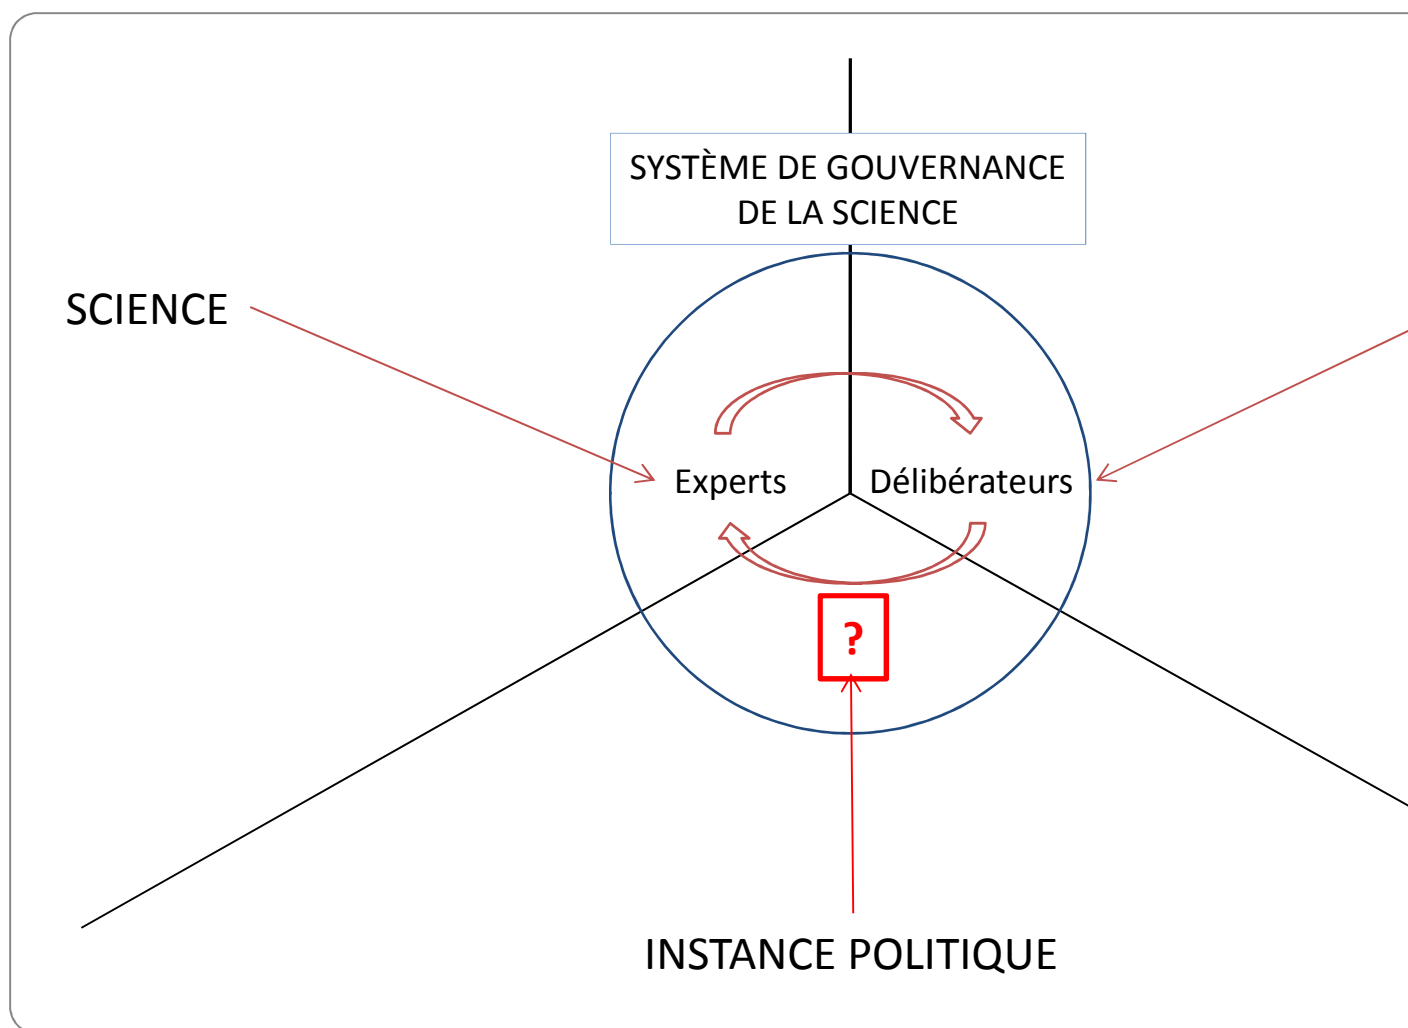 SYSTÈME DE GOUVERNANCE
DE LA SCIENCE
SCIENCE
Experts
Délibérateurs
?
INSTANCE POLITIQUE